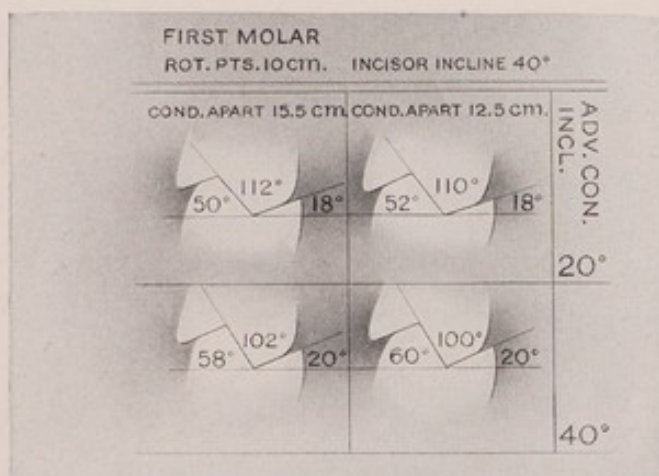 FIRST MOLAR
ROT. PTS. 10 cm. INCISOR INCLINE 40°
COND. APART 15.5 cm. COND. APART 12.5 cm.
ADV. CON.
INCL.
112° 110°
50° 18° 52° 18°
20°
102° 100°
58° 20° 60° 20°
40°